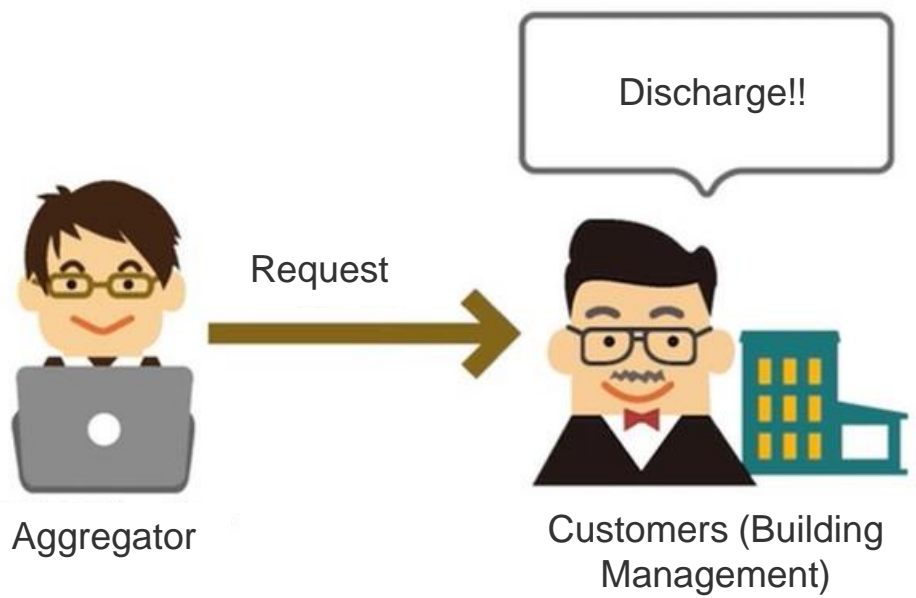 Discharge!!
Request
Aggregator
Customers (Building
Management)